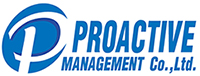 PROACTIVE
MANAGEMENT Co.,Ltd.